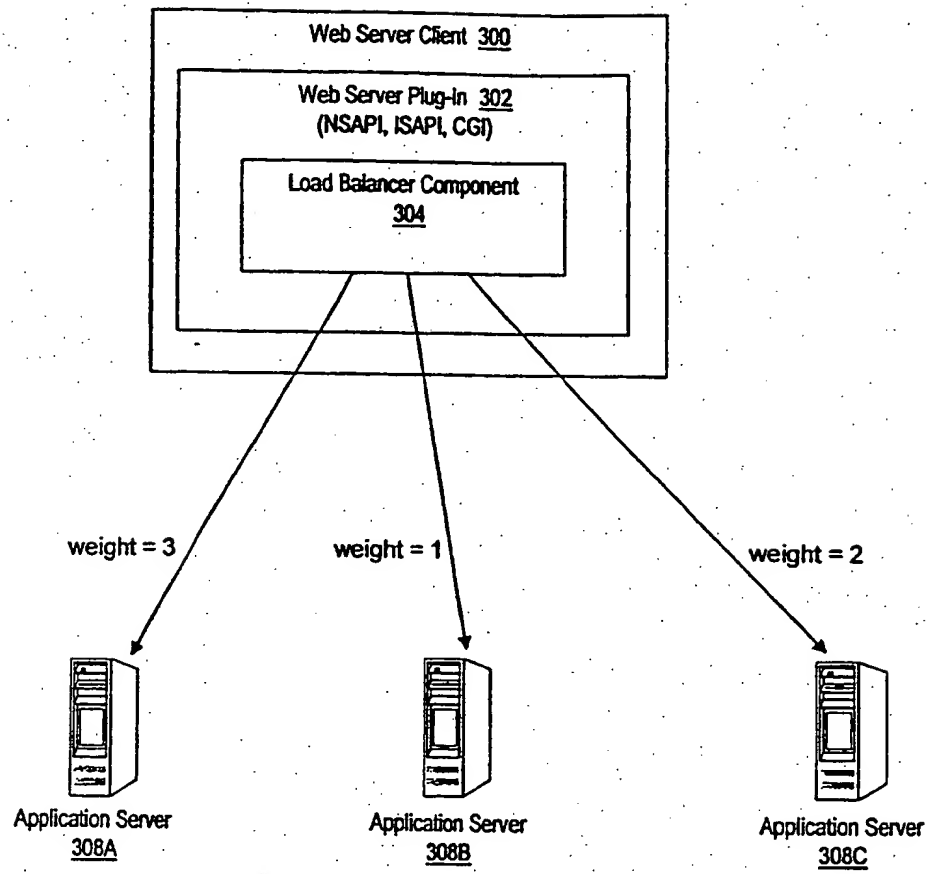 Web Server Client 300
Web Server Plug-In 302
(NSAPI, ISAPI, CGI)
Load Balancer Component
304
weight = 3
weight = 1
weight = 2
Application Server
308A
Application Server
308B
Application Server
308C